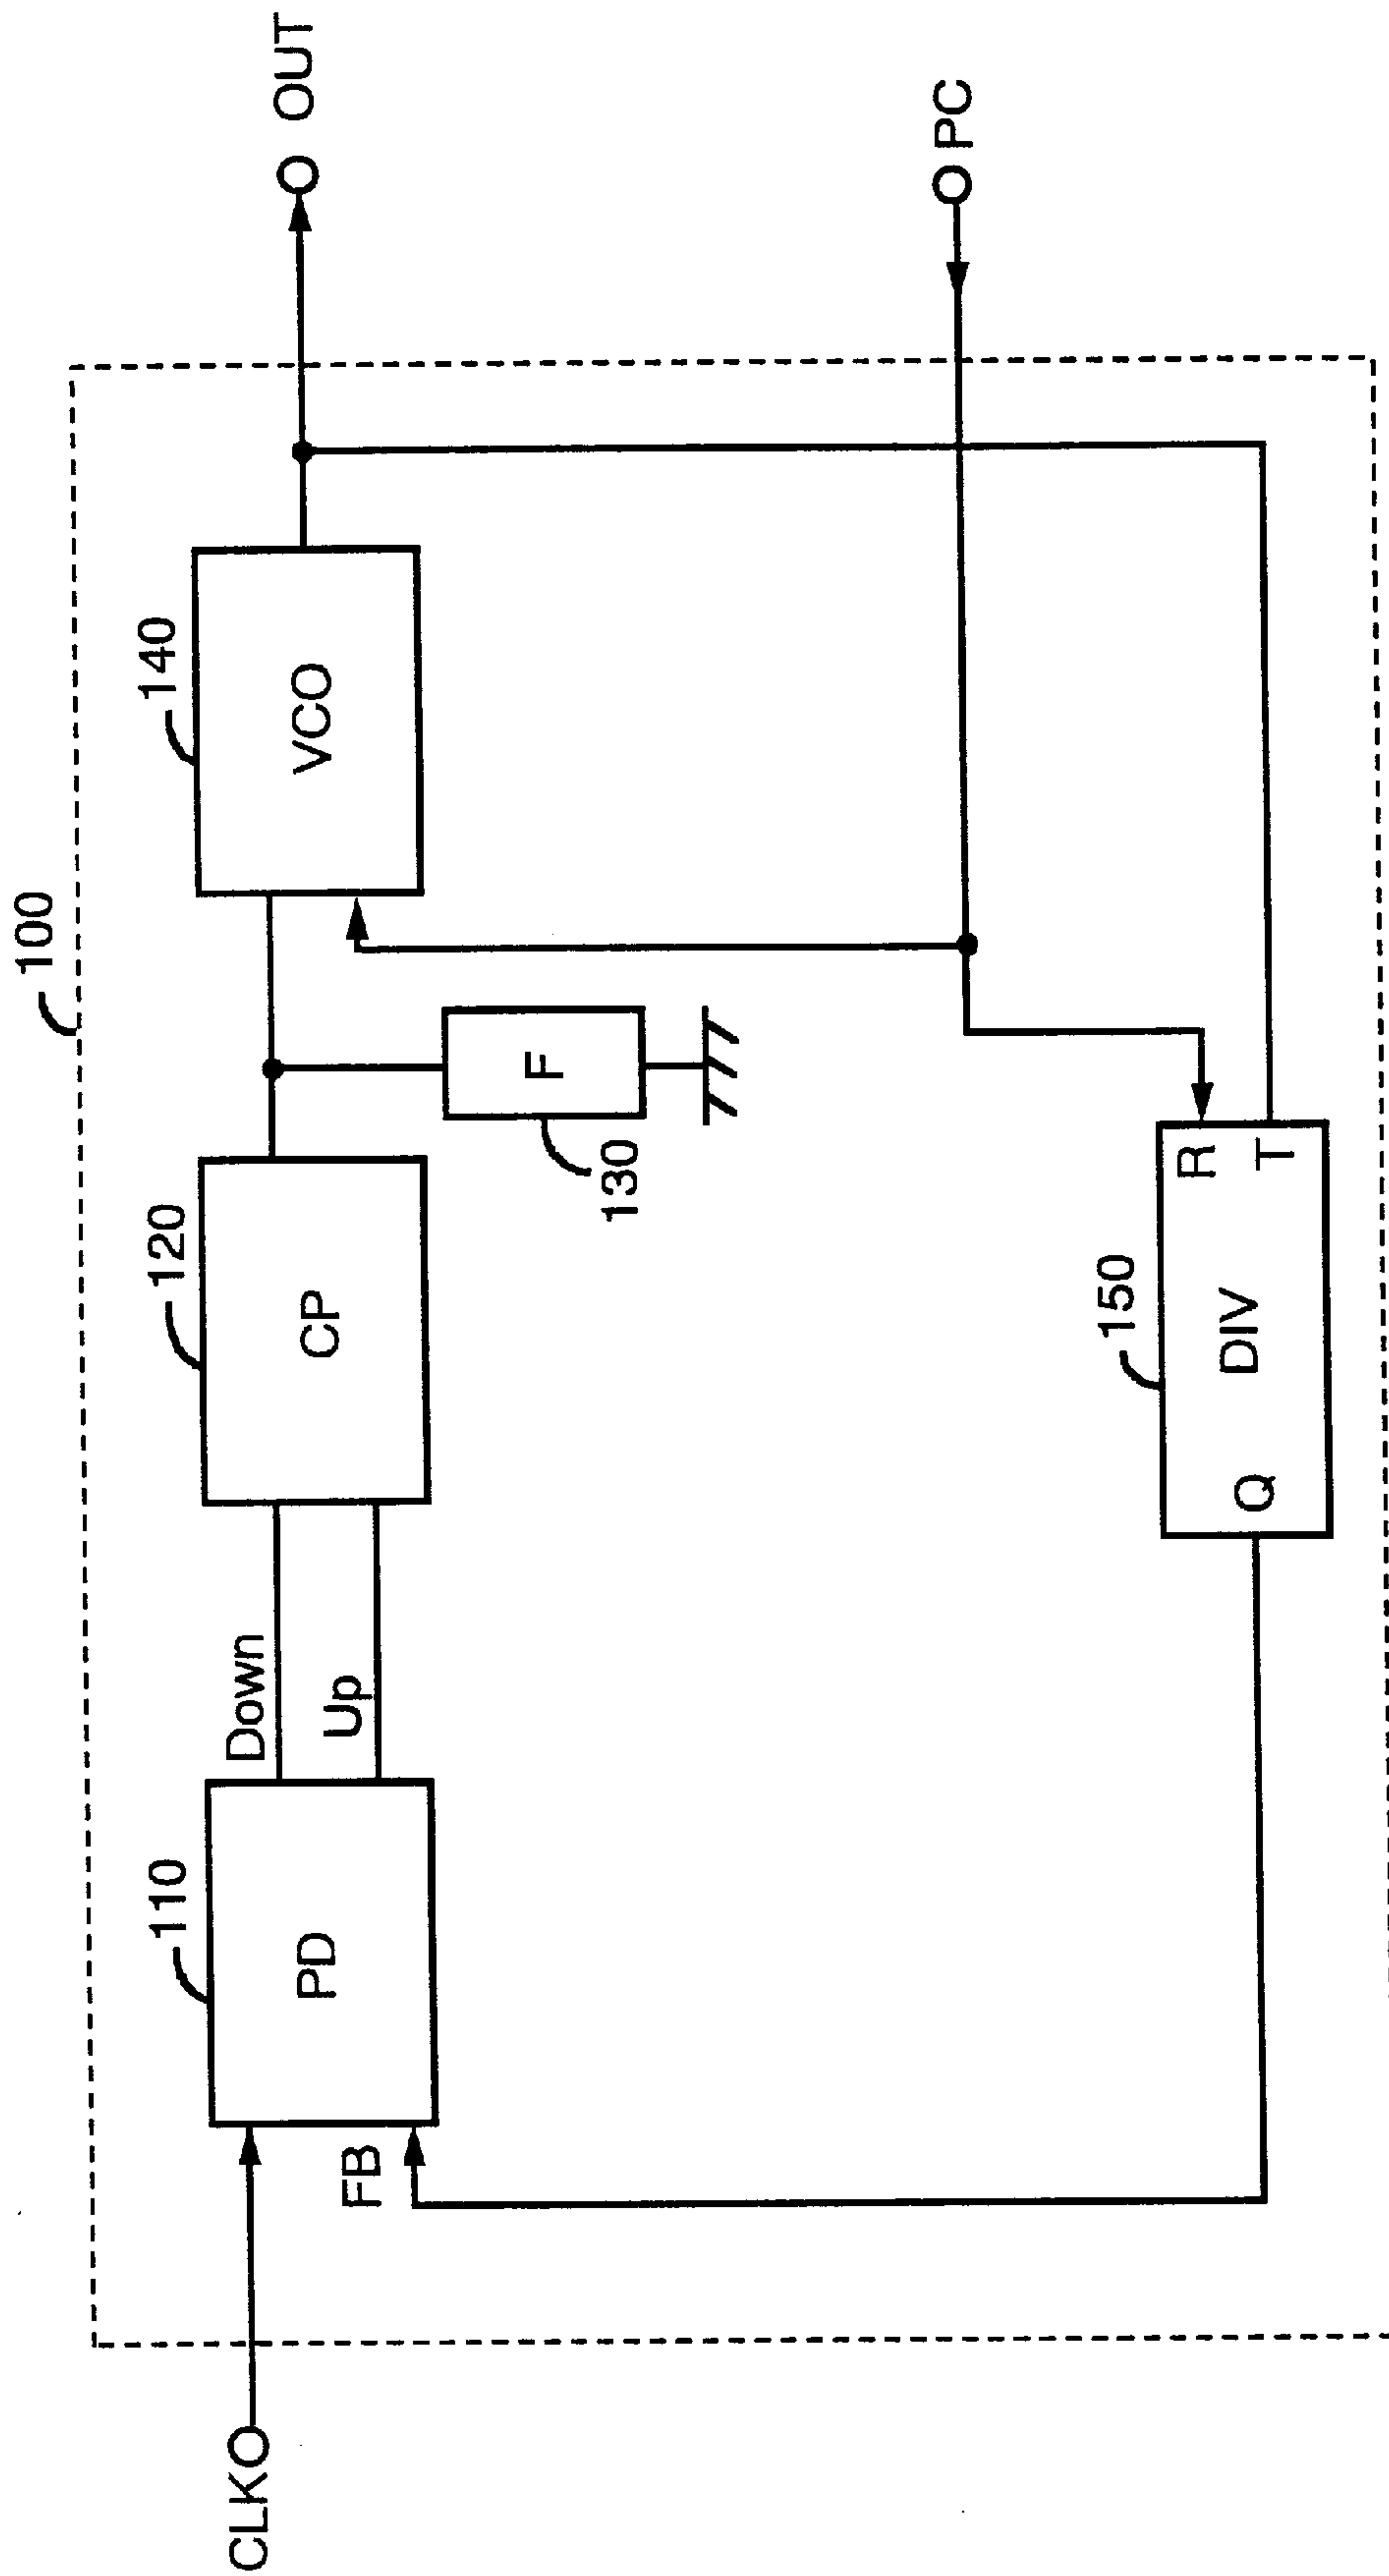 100
110
120
140
CLK
PD
Down
Up
CP
VCO
OUT
FB
F
130
PC
150
Q
DIV
R
T